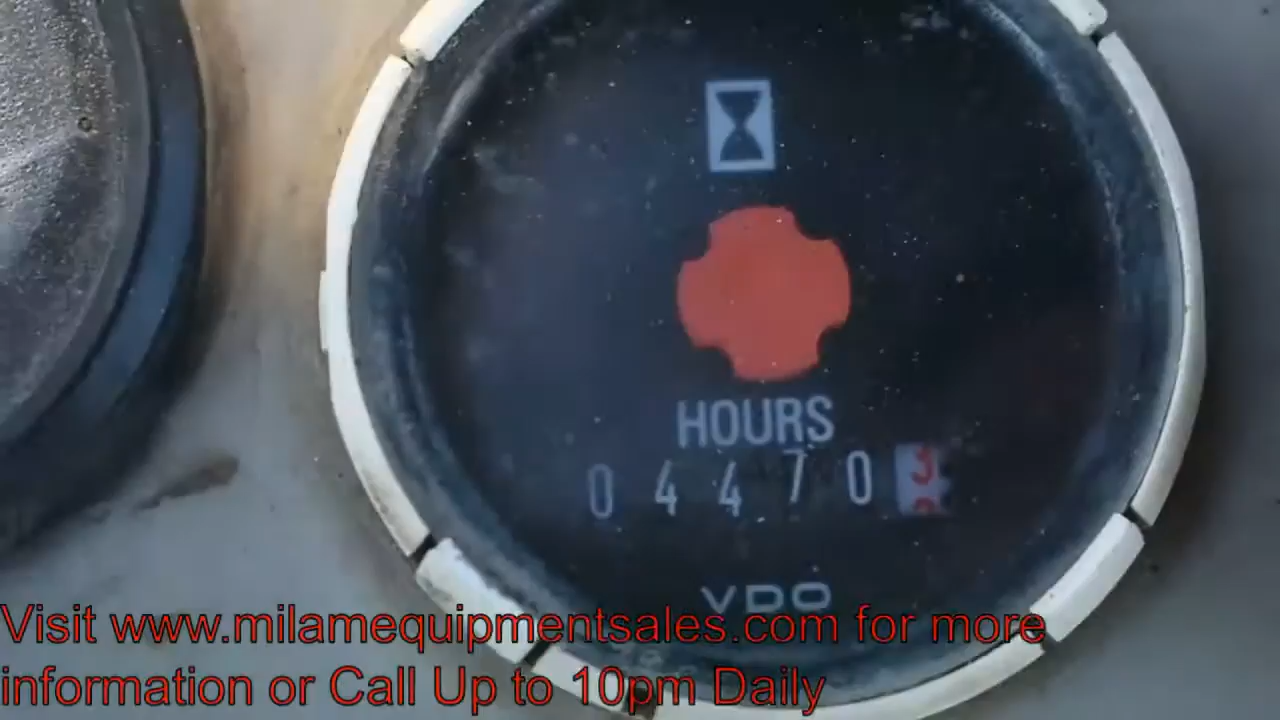 HOURS
0 4 4 7 0 3
VDO
Visit www.milamequipmentsales.com for more
information or Call Up to 10pm Daily